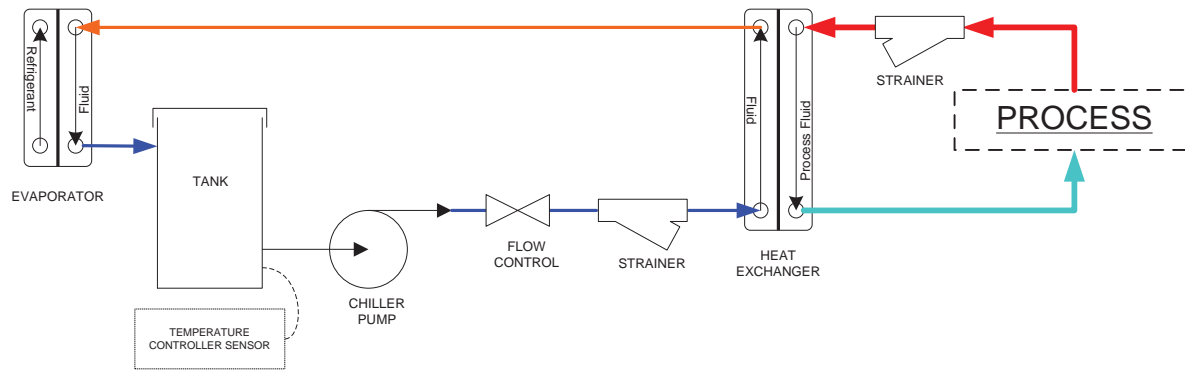 Refrigerant
Fluid
EVAPORATOR
TANK
TEMPERATURE
CONTROLLER SENSOR
CHILLER
PUMP
FLOW
CONTROL
STRAINER
Fluid
Process Fluid
HEAT
EXCHANGER
STRAINER
PROCESS